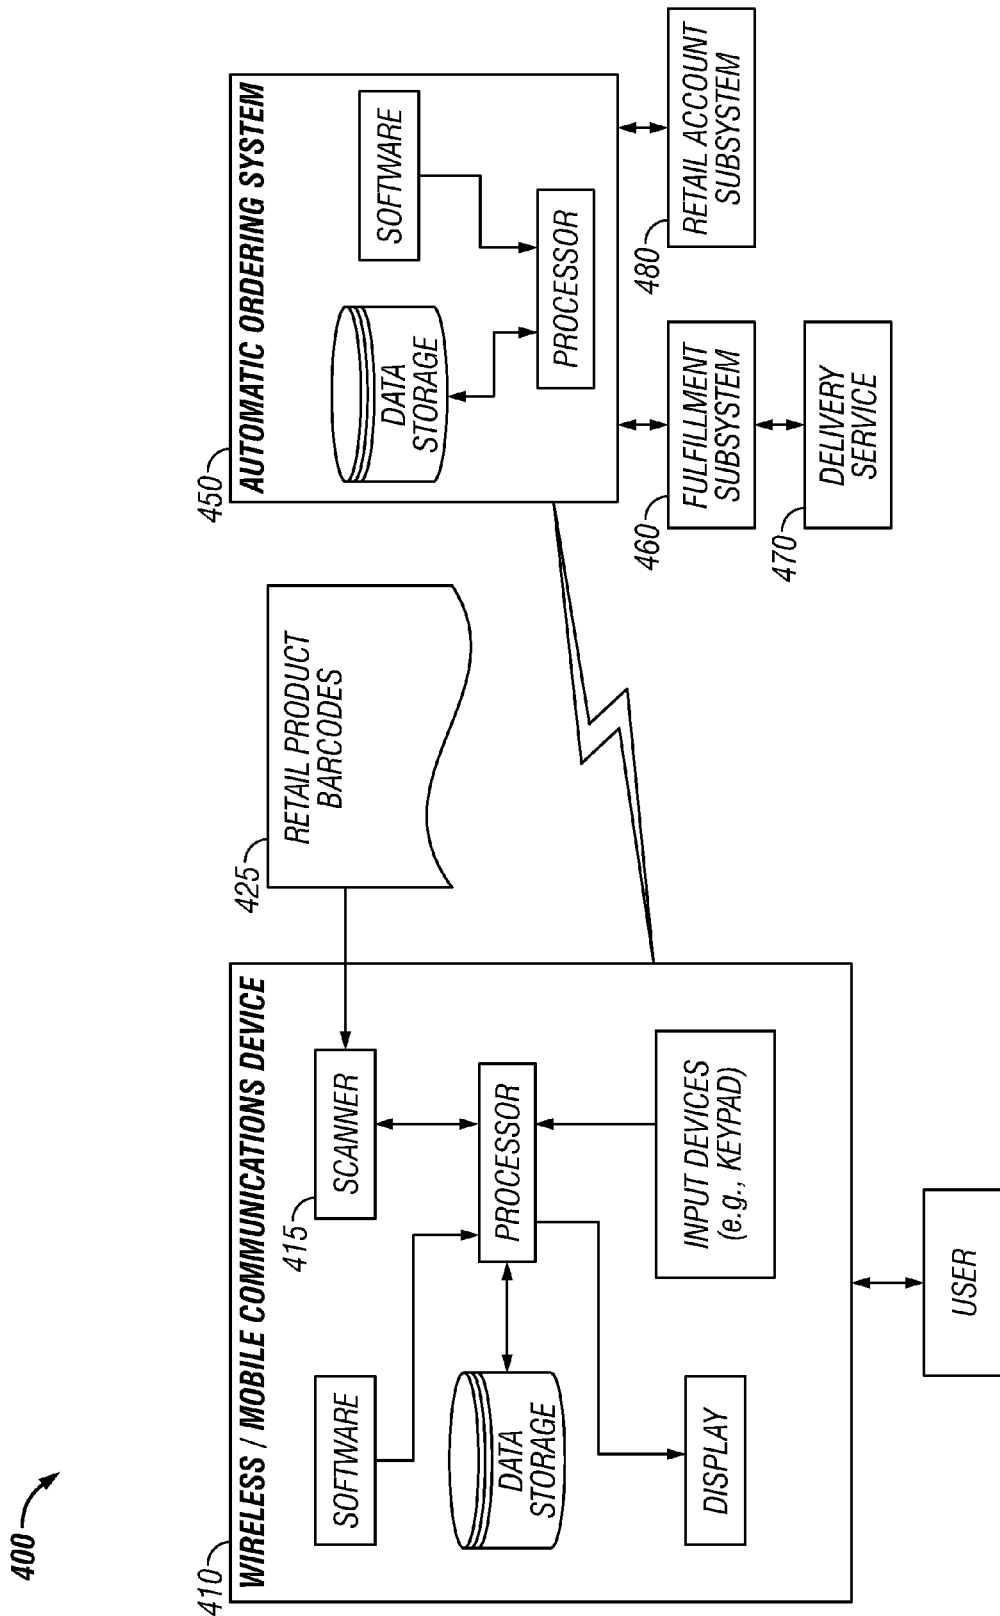 400
410
WIRELESS / MOBILE COMMUNICATIONS DEVICE
SOFTWARE
415
SCANNER
DATA
STORAGE
PROCESSOR
DISPLAY
INPUT DEVICES
(e.g., KEYPAD)
USER
425
RETAIL PRODUCT
BARCODES
450
AUTOMATIC ORDERING SYSTEM
DATA
STORAGE
SOFTWARE
PROCESSOR
460
FULFILLMENT
SUBSYSTEM
470
DELIVERY
SERVICE
480
RETAIL ACCOUNT
SUBSYSTEM